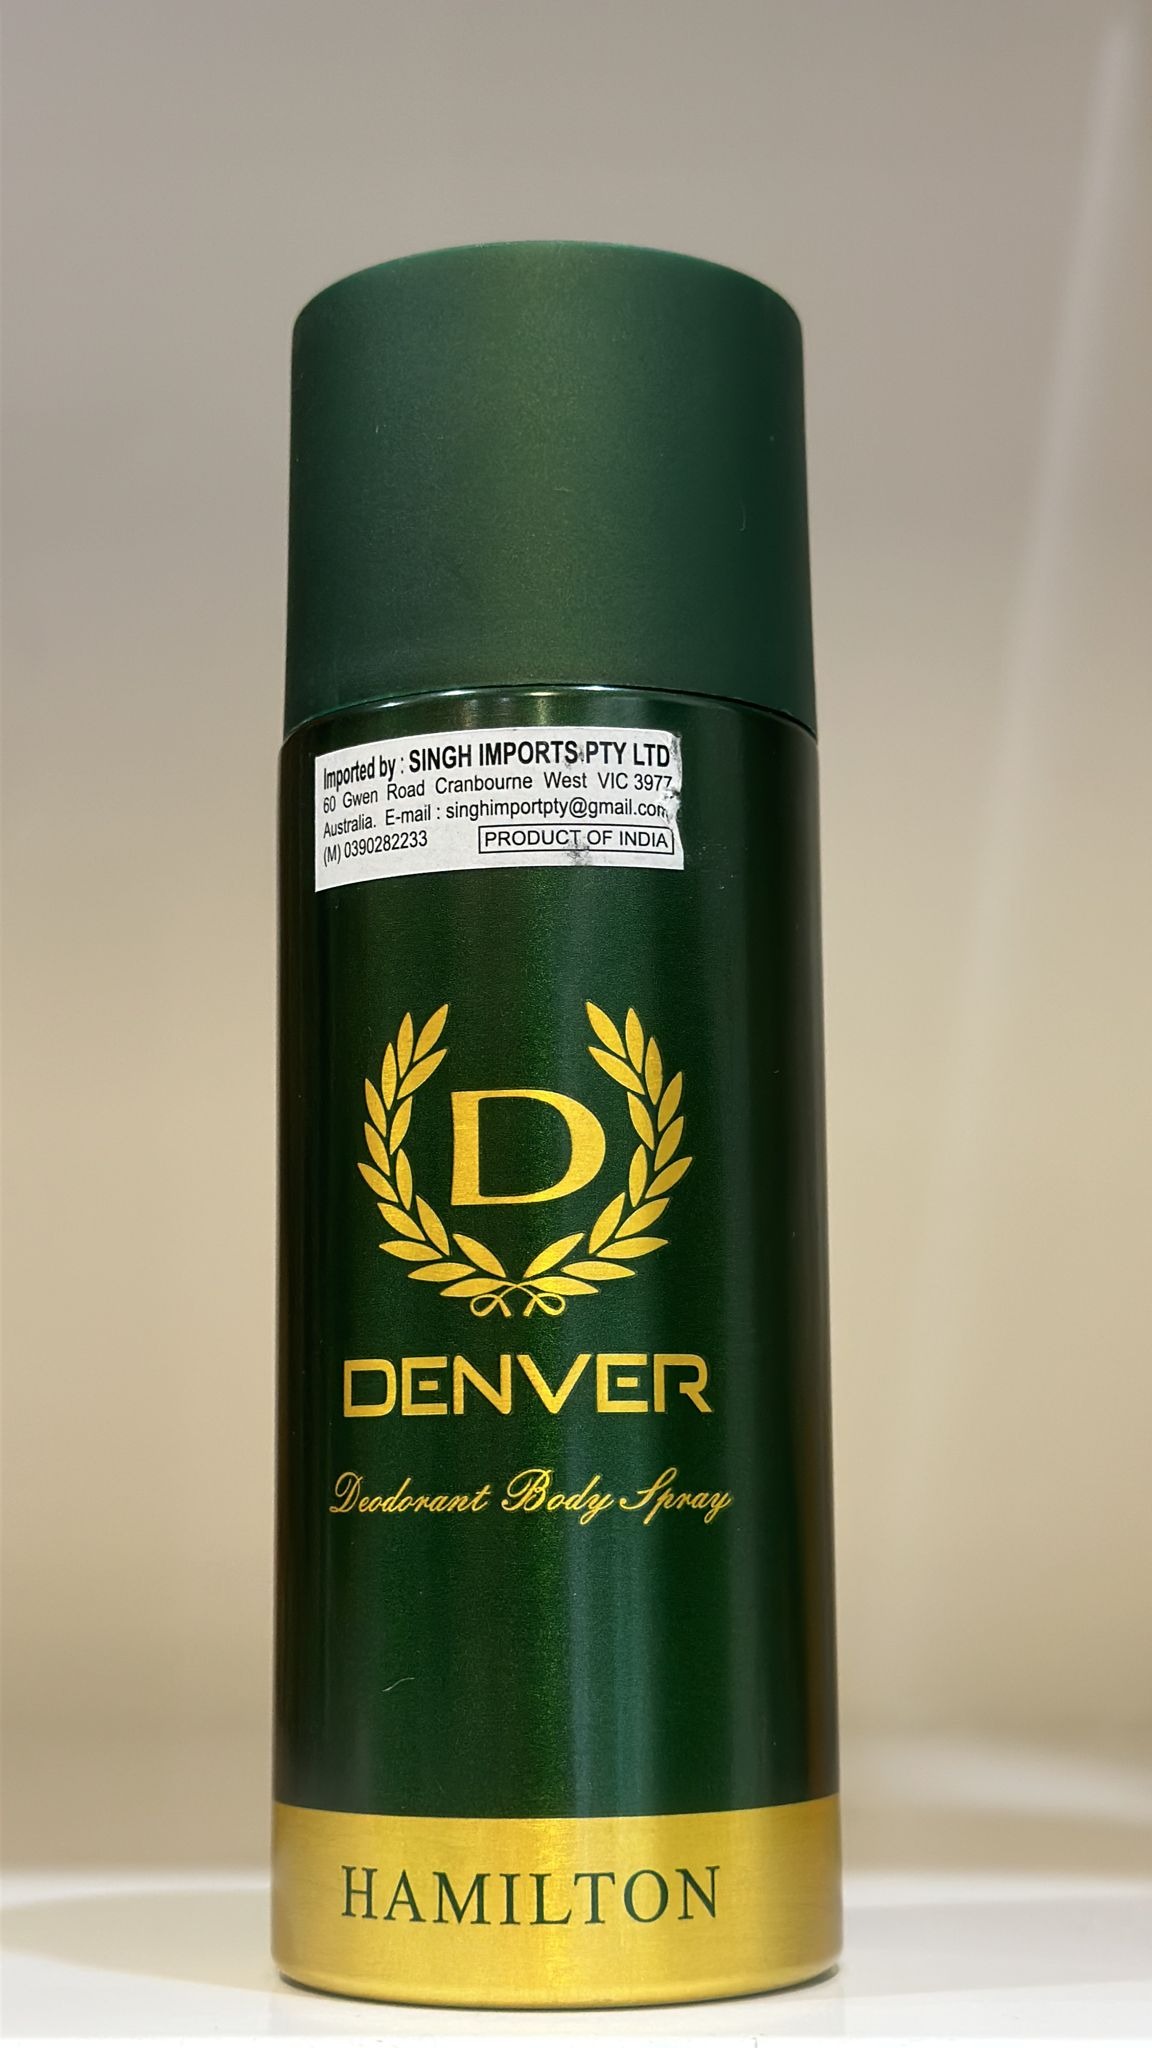 Imported by : SINGH IMPORTS PTY LTD
60 Gwen Road Cranbourne West VIC 3977
Australia. E-mail : singhimportpty@gmail.com
(M) 0390282233 PRODUCT OF INDIA
D
DENVER
Deodorant Body Spray
HAMILTON